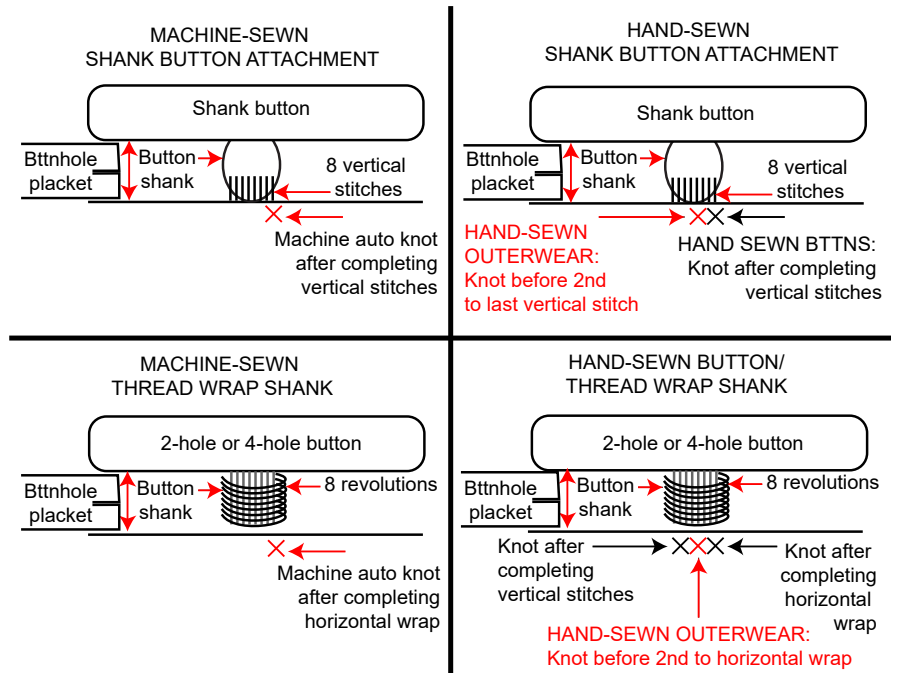 MACHINE-SEWN
SHANK BUTTON ATTACHMENT
Shank button
Bttnhole
placket
Button
shank
8 vertical
stitches
Machine auto knot
after completing
vertical stitches
HAND-SEWN
SHANK BUTTON ATTACHMENT
Shank button
Bttnhole
placket
Button
shank
8 vertical
stitches
HAND-SEWN
OUTERWEAR:
Knot before 2nd
to last vertical stitch
HAND SEWN BTTNS:
Knot after completing
vertical stitches
MACHINE-SEWN
THREAD WRAP SHANK
2-hole or 4-hole button
Bttnhole
placket
Button
shank
8 revolutions
Machine auto knot
after completing
horizontal wrap
HAND-SEWN BUTTON/
THREAD WRAP SHANK
2-hole or 4-hole button
Bttnhole
placket
Button
shank
8 revolutions
Knot after
completing
vertical stitches
Knot after
completing
horizontal
wrap
HAND-SEWN OUTERWEAR:
Knot before 2nd to horizontal wrap